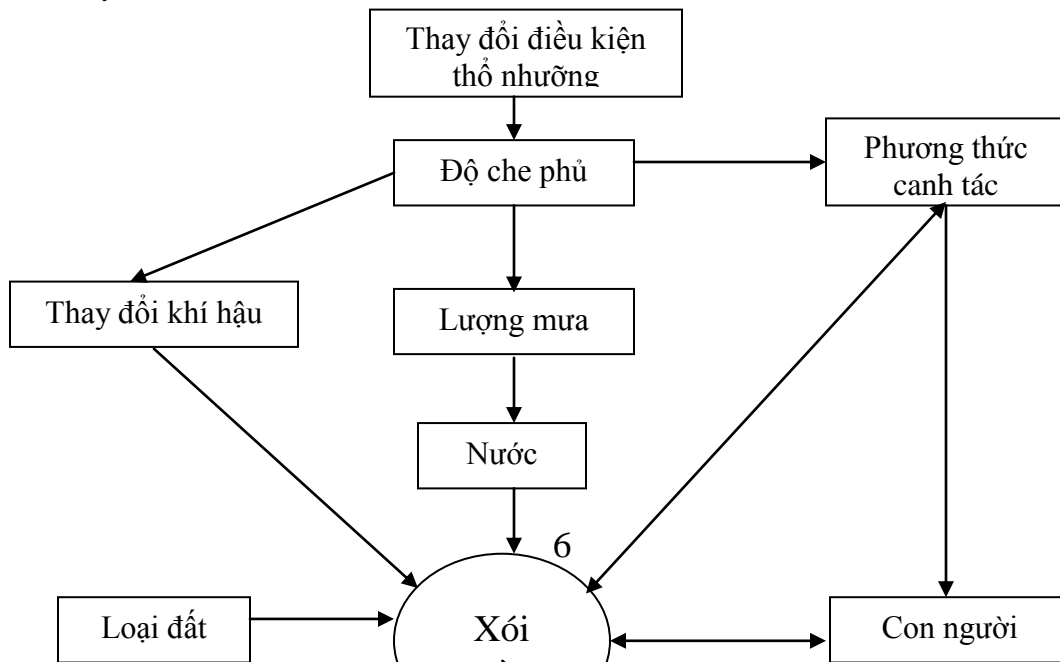 Thay đổi điều kiện
thổ nhưỡng
Độ che phủ
Phương thức
canh tác
Thay đổi khí hậu
Lượng mưa
Nước
6
Loại đất
Xói
Con người